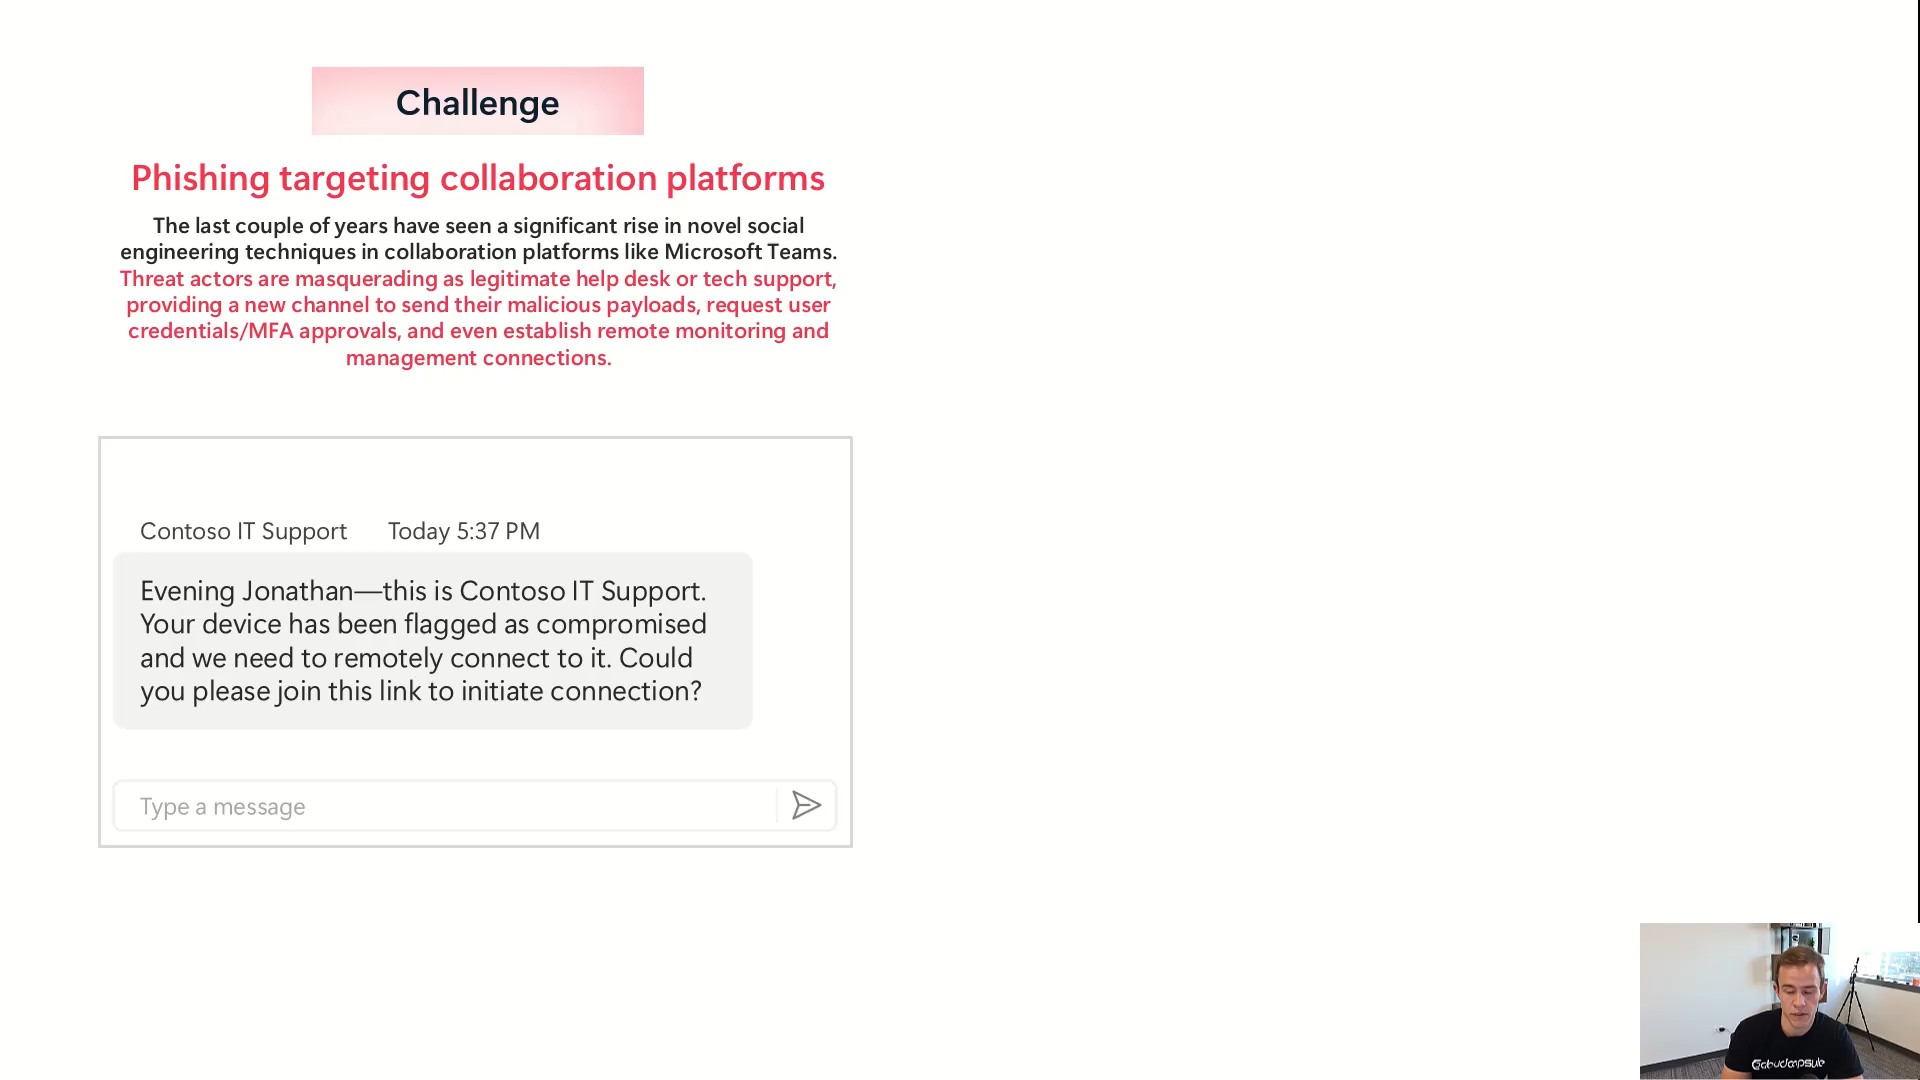 Challenge
Phishing targeting collaboration platforms
The last couple of years have seen a significant rise in novel social
engineering techniques in collaboration platforms like Microsoft Teams.
Threat actors are masquerading as legitimate help desk or tech support,
providing a new channel to send their malicious payloads, request user
credentials/MFA approvals, and even establish remote monitoring and
management connections.
Contoso IT Support Today 5:37 PM
Evening Jonathan—this is Contoso IT Support.
Your device has been flagged as compromised
and we need to remotely connect to it. Could
you please join this link to initiate connection?
Type a message